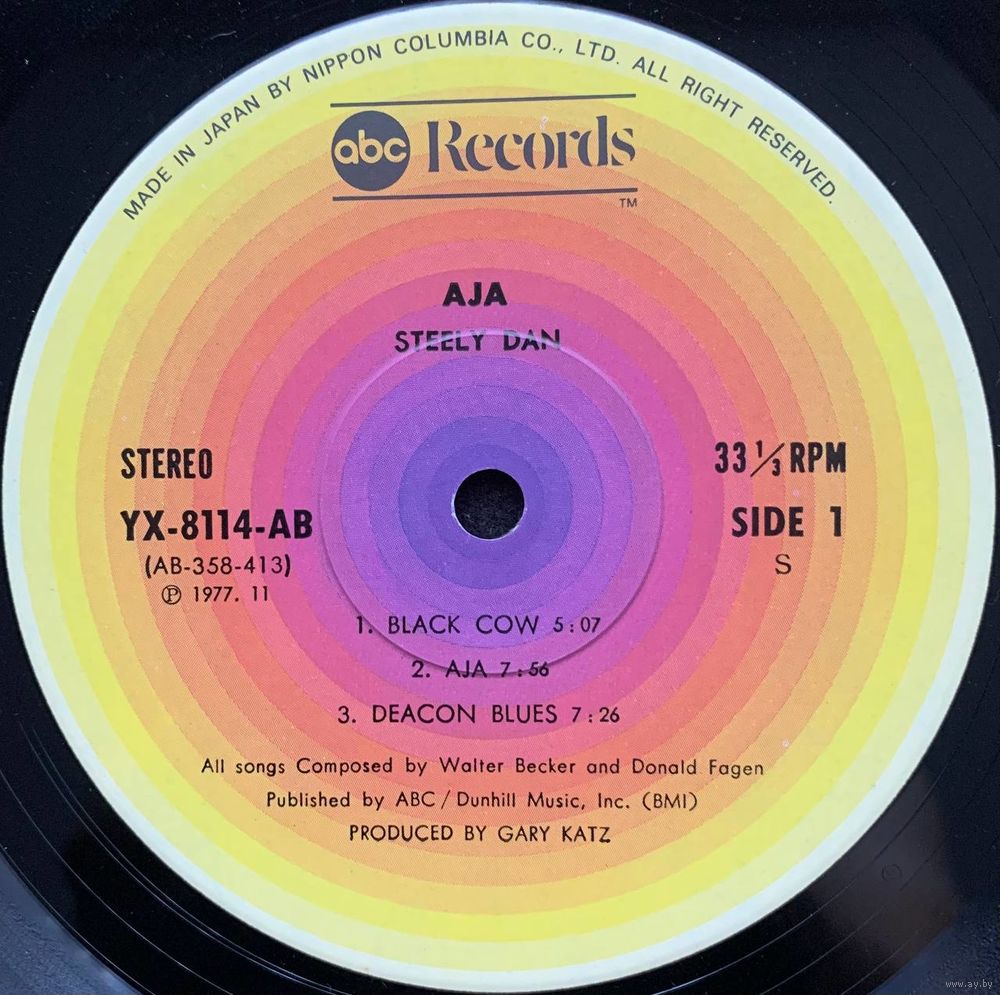 MADE IN JAPAN BY NIPPON COLUMBIA CO., LTD. ALL RIGHT RESERVED.
abc Records
TM
AJA
STEELY DAN
STEREO
33 1/3 RPM
YX-8114-AB
SIDE 1
(AB-358-413)
S
Ⓟ 1977. 11
1. BLACK COW 5:07
2. AJA 7:56
3. DEACON BLUES 7:26
All songs Composed by Walter Becker and Donald Fagen
Published by ABC/Dunhill Music, Inc. (BMI)
PRODUCED BY GARY KATZ
www.ay.by